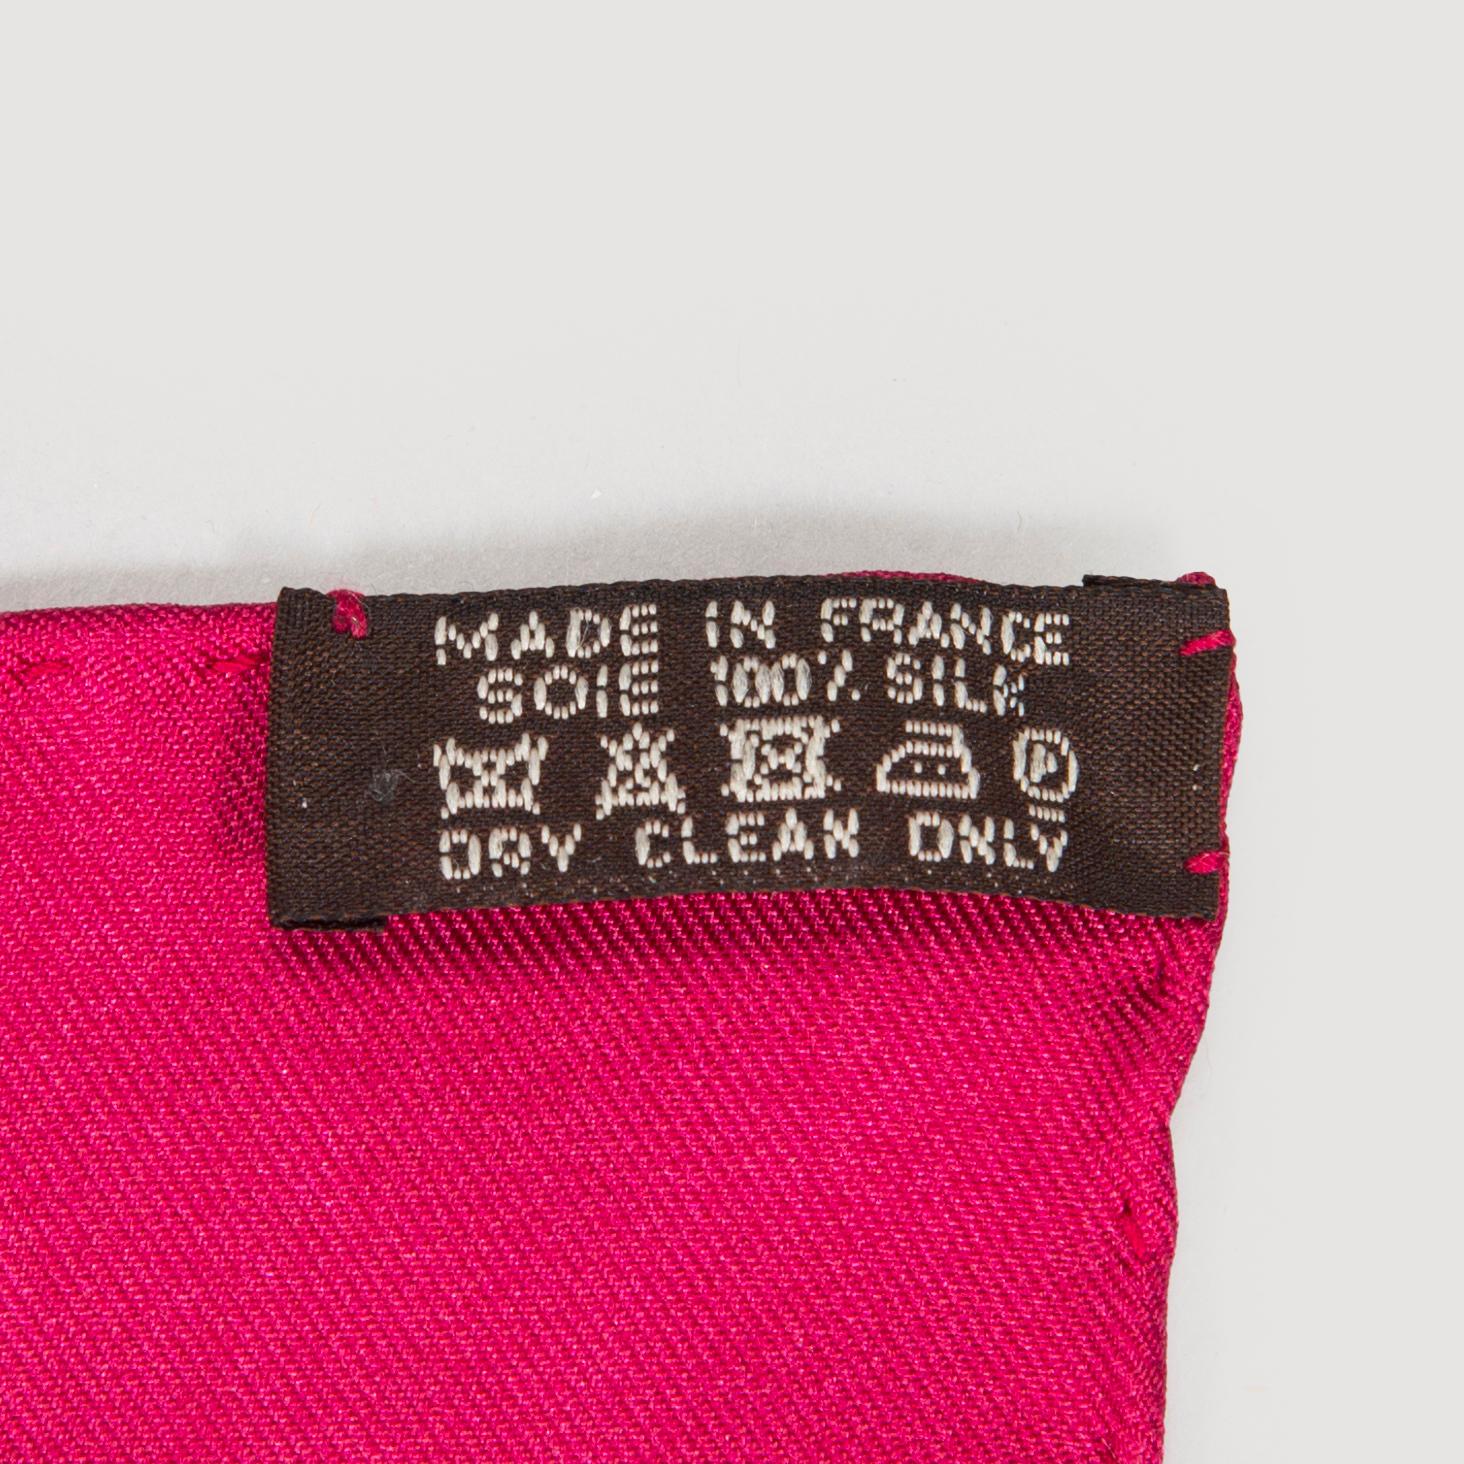 MADE IN FRANCE
SOIE 100% SILK
P
DRY CLEAN ONLY